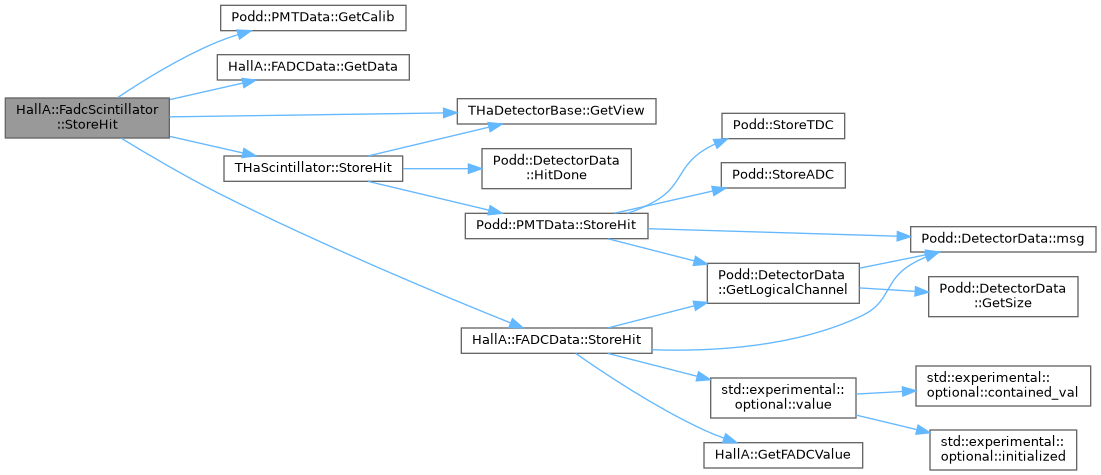 HallA::FadcScintillator
::StoreHit
Podd::PMTData::GetCalib
HallA::FADCData::GetData
THaDetectorBase::GetView
THaScintillator::StoreHit
Podd::DetectorData
::HitDone
Podd::PMTData::StoreHit
Podd::StoreTDC
Podd::StoreADC
Podd::DetectorData::msg
Podd::DetectorData
::GetLogicalChannel
Podd::DetectorData
::GetSize
HallA::FADCData::StoreHit
std::experimental::
optional::value
std::experimental::
optional::contained_val
std::experimental::
optional::initialized
HallA::GetFADCValue